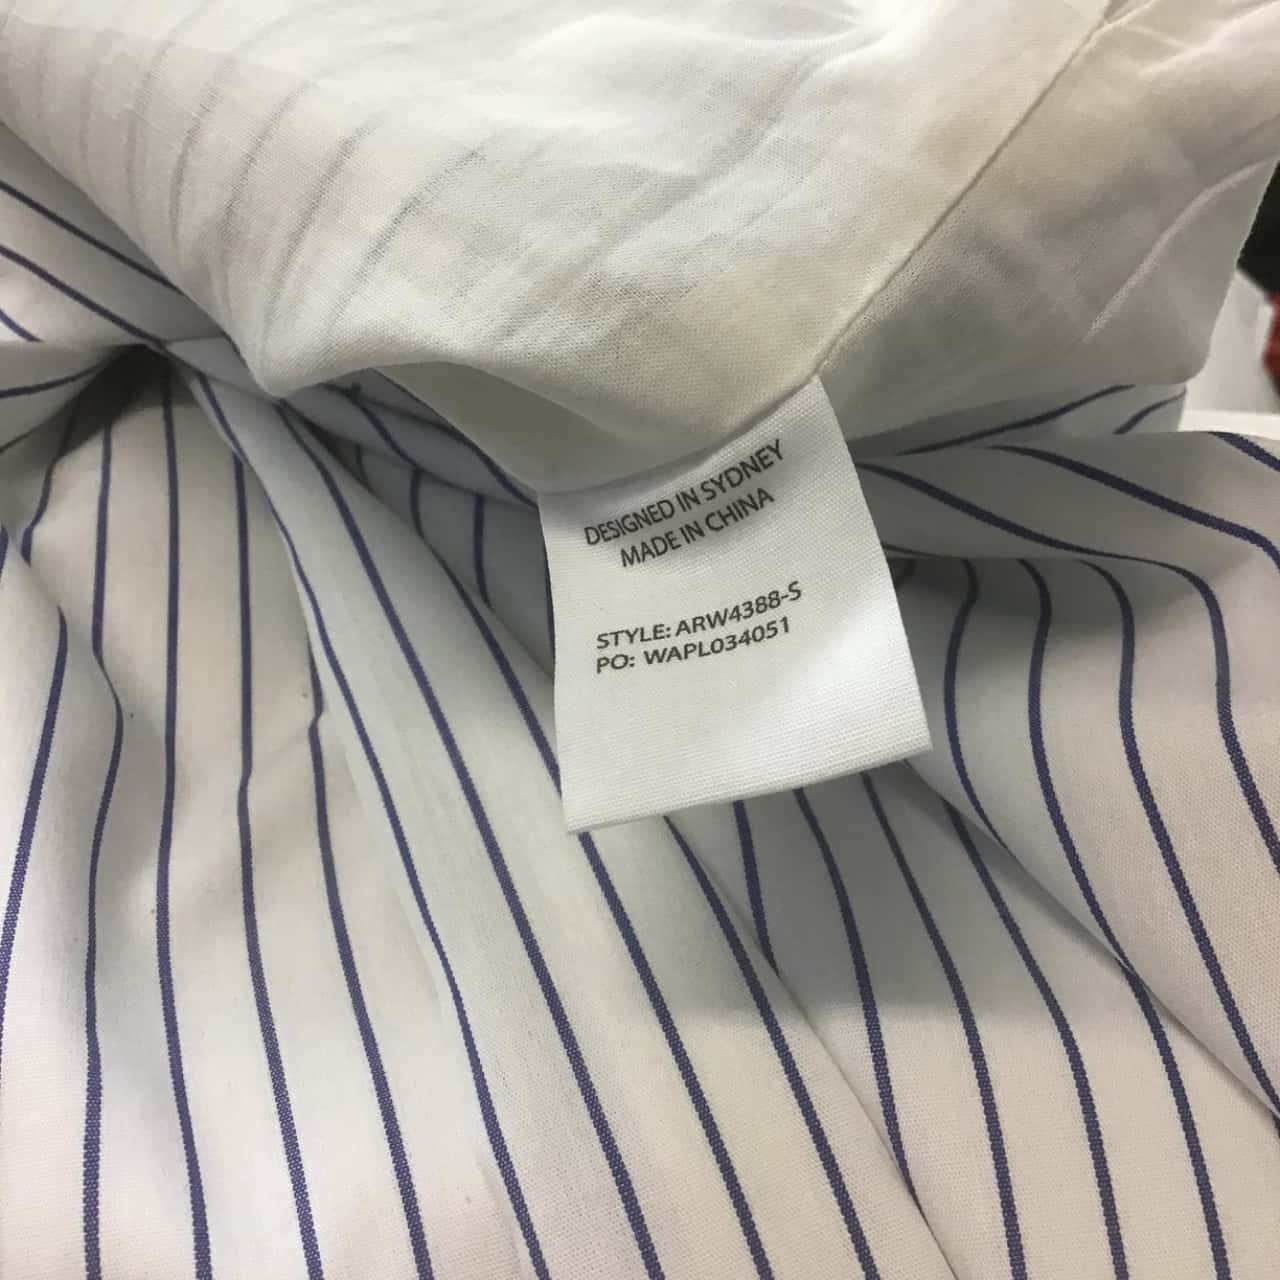 DESIGNED IN SYDNEY
MADE IN CHINA
STYLE: ARW4388-S
PO: WAPL034051